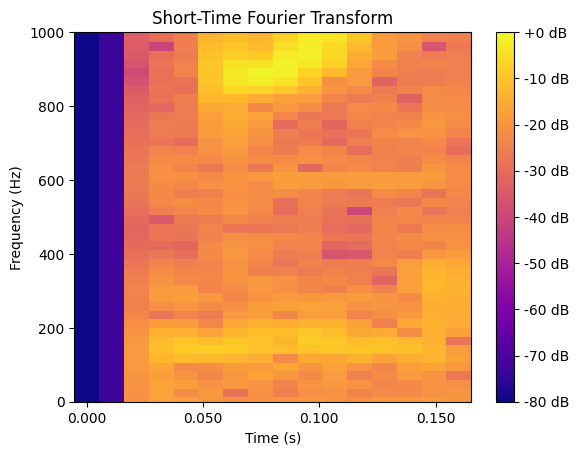 Short-Time Fourier Transform
Frequency (Hz)
1000
800
600
400
200
0
0.000
0.050
0.100
0.150
Time (s)
+0 dB
-10 dB
-20 dB
-30 dB
-40 dB
-50 dB
-60 dB
-70 dB
-80 dB